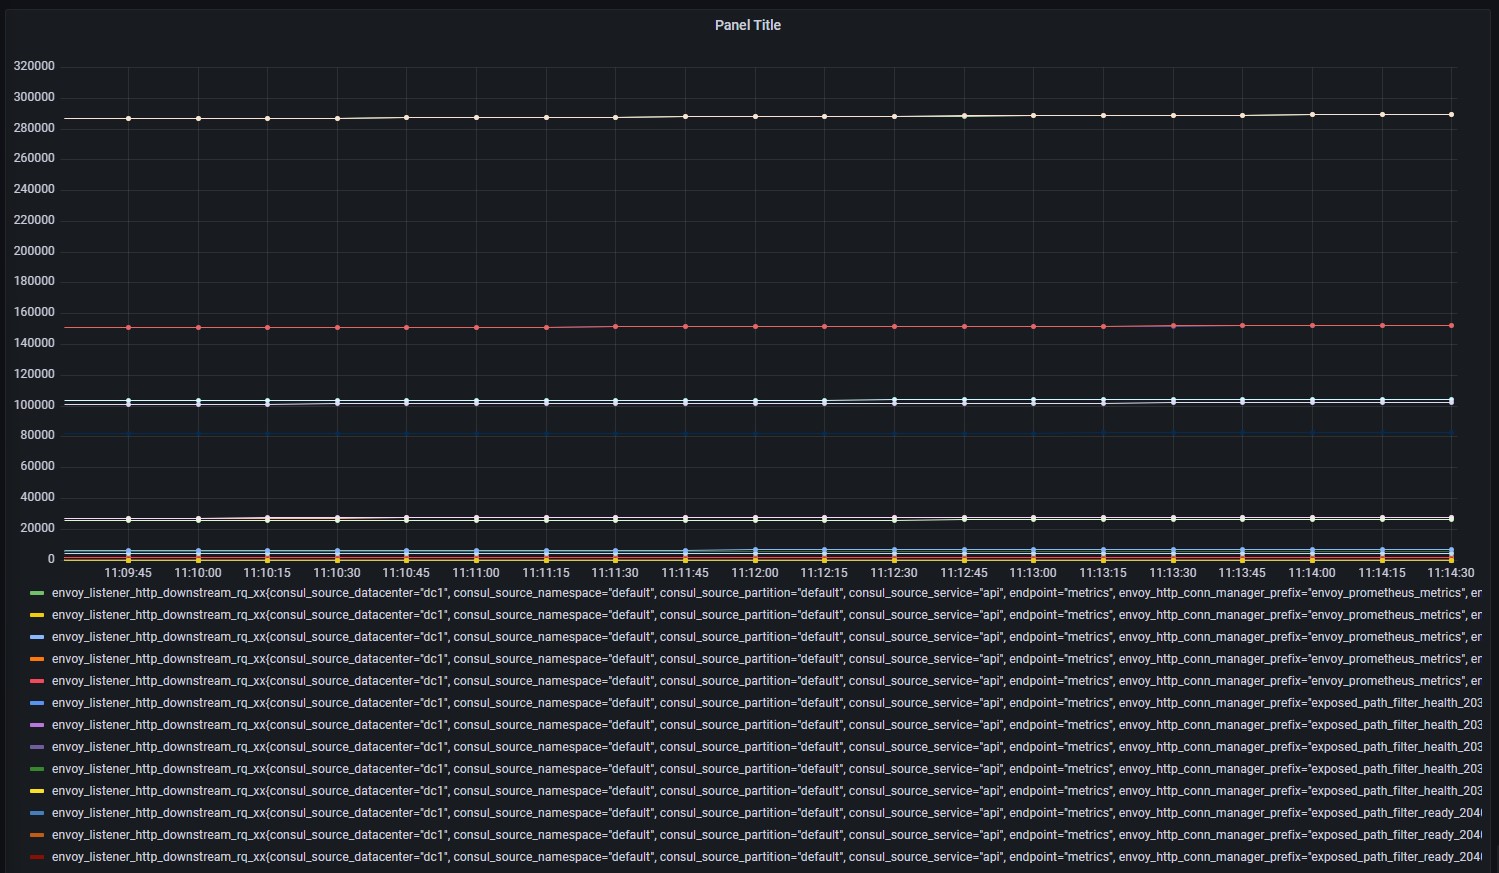 Panel Title
320000
300000
280000
260000
240000
220000
200000
180000
160000
140000
120000
100000
80000
60000
40000
20000
0
11:09:45 11:10:00 11:10:15 11:10:30 11:10:45 11:11:00 11:11:15 11:11:30 11:11:45 11:12:00 11:12:15 11:12:30 11:12:45 11:13:00 11:13:15 11:13:30 11:13:45 11:14:00 11:14:15 11:14:30
envoy_listener_http_downstream_rq_xx{consul_source_datacenter="dc1", consul_source_namespace="default", consul_source_partition="default", consul_source_service="api", endpoint="metrics", envoy_http_conn_manager_prefix="envoy_prometheus_metrics", en
envoy_listener_http_downstream_rq_xx{consul_source_datacenter="dc1", consul_source_namespace="default", consul_source_partition="default", consul_source_service="api", endpoint="metrics", envoy_http_conn_manager_prefix="envoy_prometheus_metrics", en
envoy_listener_http_downstream_rq_xx{consul_source_datacenter="dc1", consul_source_namespace="default", consul_source_partition="default", consul_source_service="api", endpoint="metrics", envoy_http_conn_manager_prefix="envoy_prometheus_metrics", en
envoy_listener_http_downstream_rq_xx{consul_source_datacenter="dc1", consul_source_namespace="default", consul_source_partition="default", consul_source_service="api", endpoint="metrics", envoy_http_conn_manager_prefix="envoy_prometheus_metrics", en
envoy_listener_http_downstream_rq_xx{consul_source_datacenter="dc1", consul_source_namespace="default", consul_source_partition="default", consul_source_service="api", endpoint="metrics", envoy_http_conn_manager_prefix="envoy_prometheus_metrics", en
envoy_listener_http_downstream_rq_xx{consul_source_datacenter="dc1", consul_source_namespace="default", consul_source_partition="default", consul_source_service="api", endpoint="metrics", envoy_http_conn_manager_prefix="exposed_path_filter_health_203
envoy_listener_http_downstream_rq_xx{consul_source_datacenter="dc1", consul_source_namespace="default", consul_source_partition="default", consul_source_service="api", endpoint="metrics", envoy_http_conn_manager_prefix="exposed_path_filter_health_203
envoy_listener_http_downstream_rq_xx{consul_source_datacenter="dc1", consul_source_namespace="default", consul_source_partition="default", consul_source_service="api", endpoint="metrics", envoy_http_conn_manager_prefix="exposed_path_filter_health_203
envoy_listener_http_downstream_rq_xx{consul_source_datacenter="dc1", consul_source_namespace="default", consul_source_partition="default", consul_source_service="api", endpoint="metrics", envoy_http_conn_manager_prefix="exposed_path_filter_health_203
envoy_listener_http_downstream_rq_xx{consul_source_datacenter="dc1", consul_source_namespace="default", consul_source_partition="default", consul_source_service="api", endpoint="metrics", envoy_http_conn_manager_prefix="exposed_path_filter_health_203
envoy_listener_http_downstream_rq_xx{consul_source_datacenter="dc1", consul_source_namespace="default", consul_source_partition="default", consul_source_service="api", endpoint="metrics", envoy_http_conn_manager_prefix="exposed_path_filter_ready_204
envoy_listener_http_downstream_rq_xx{consul_source_datacenter="dc1", consul_source_namespace="default", consul_source_partition="default", consul_source_service="api", endpoint="metrics", envoy_http_conn_manager_prefix="exposed_path_filter_ready_204
envoy_listener_http_downstream_rq_xx{consul_source_datacenter="dc1", consul_source_namespace="default", consul_source_partition="default", consul_source_service="api", endpoint="metrics", envoy_http_conn_manager_prefix="exposed_path_filter_ready_204